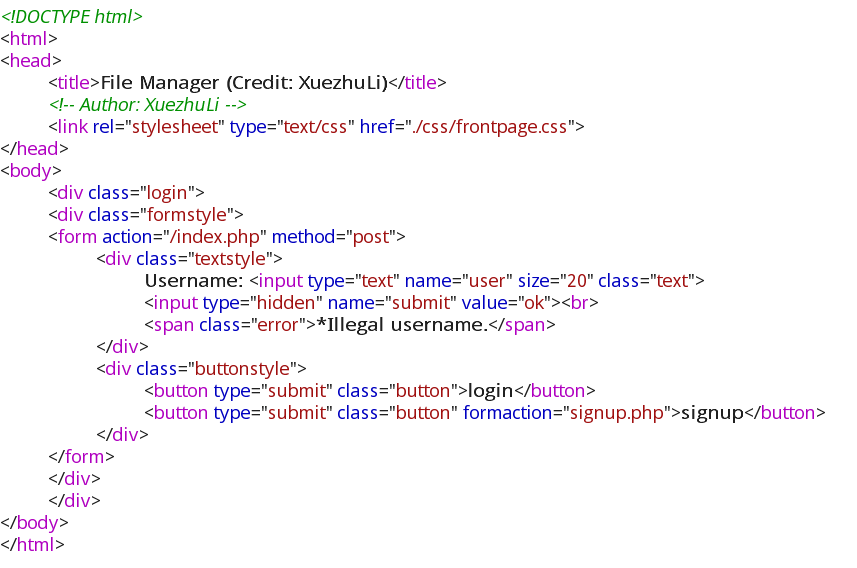 <!DOCTYPE html>
<html>
<head>
<title>File Manager (Credit: XuezhuLi)</title>
<!-- Author: XuezhuLi -->
<link rel="stylesheet" type="text/css" href="./css/frontpage.css">
</head>
<body>
<div class="login">
<div class="formstyle">
<form action="/index.php" method="post">
<div class="textstyle">
Username: <input type="text" name="user" size="20" class="text">
<input type="hidden" name="submit" value="ok"><br>
<span class="error">*Illegal username.</span>
</div>
<div class="buttonstyle">
<button type="submit" class="button">login</button>
<button type="submit" class="button" formaction="signup.php">signup</button>
</div>
</form>
</div>
</div>
</body>
</html>